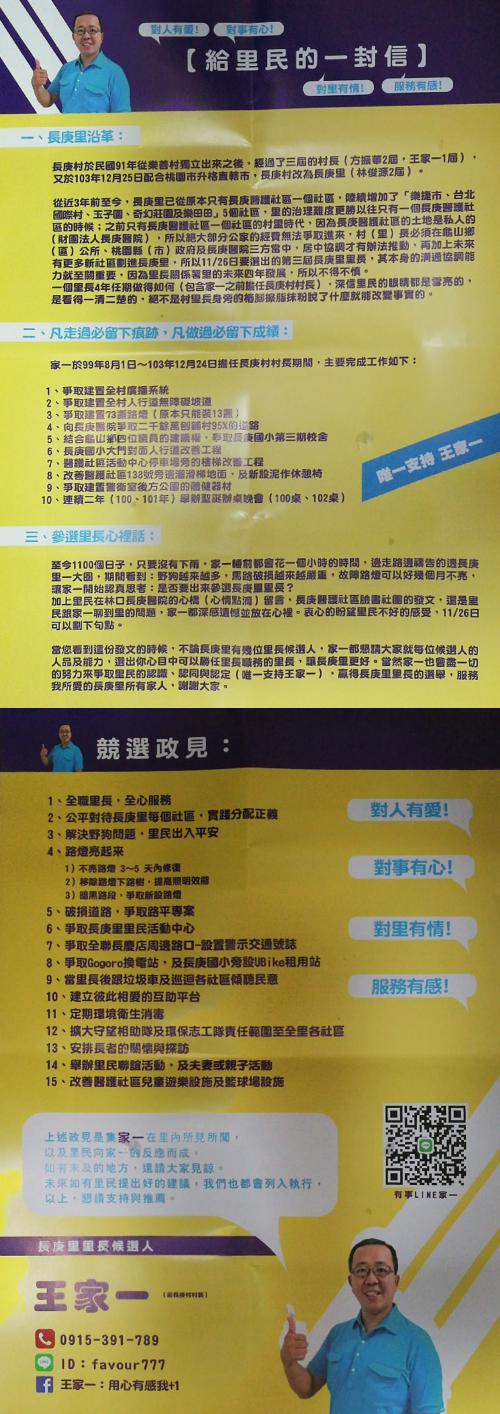 對人有愛!
對事有心!
【給里民的一封信】
對里有情!
服務有感!
一、長庚里沿革：
長庚村於民國91年從樂善村獨立出來之後，經過了三屆的村長（方振華2屆，王家一1屆），
又於103年12月25日配合桃園市升格直轄市，長庚村改為長庚里（林俊源2屆）。
從近3年前至今，長庚里已從原本只有長庚醫護社區一個社區，陸續增加了「樂捷市、台北
國際村、玉子園、奇幻莊園及樂田田」5個社區，里的治理難度更勝以往只有一個長庚醫護社
區的時候；之前只有長庚醫護社區一個社區的村里時代，因為長庚醫護社區的土地是私人的
（財團法人長庚醫院），所以絕大部分公家的經費無法爭取進來，村（里）長必須在龜山鄉
（區）公所、桃園縣（市）政府及長庚醫院三方當中，居中協調才有辦法推動，再加上未來
有更多新社區劃進長庚里，所以11/26日要選出的第三屆長庚里里長，其本身的溝通協調能
力就至關重要，因為里長關係著里的未來四年發展，所以不得不慎。
一個里長4年任期做得如何（包含家一之前擔任長庚村村長），深信里民的眼睛都是雪亮的，
是看得一清二楚的，絕不是村里長身旁的樁腳擦脂抹粉說了什麼就能改變事實的。
二、凡走過必留下痕跡，凡做過必留下成績：
家一於99年8月1日～103年12月24日擔任長庚村村長期間，主要完成工作如下：
1、爭取建置全村廣播系統
2、爭取建置全村人行道無障礙坡道
3、爭取建置73盞路燈（原本只能裝13盞）
4、向長庚醫院爭取二千餘萬刨鋪村95%的道路
5、結合龜山鄉四位議員的建議權，爭取長庚國小第三期校舍
6、長庚國小大門對面人行道改善工程
7、醫護社區活動中心停車場旁的樓梯改善工程
8、改善醫護社區138號旁邊溜滑梯地面，及新設泥作休憩椅
9、爭取建置警衛室後方公園的體健器材
10、連續二年（100、101年）舉辦聖誕辦桌晚會（100桌、102桌）
唯一支持 王家一
三、參選里長心裡話：
至今1100個日子，只要沒有下雨，家一睡前都會花一個小時的時間，邊走路邊禱告的遶長庚
里一大圈，期間看到：野狗越來越多，馬路破損越來越嚴重，故障路燈可以好幾個月不亮，
讓家一開始認真思考：是否要出來參選長庚里里長？
加上里民在林口長庚醫院的心橋（心情點滴）留言，長庚醫護社區臉書社團的發文，還是里
民跟家一聊到里的問題，家一都深感遺憾並放在心裡。衷心的盼望里民不好的感受，11/26日
可以劃下句點。
當您看到這份發文的時候，不論長庚里有幾位里長候選人，家一都懇請大家就每位候選人的
人品及能力，選出你心目中可以勝任里長職務的里長，讓長庚里更好。當然家一也會盡一切
的努力來爭取里民的認識、認同與認定（唯一支持王家一），贏得長庚里里長的選舉，服務
我所愛的長庚里所有家人，謝謝大家。
競選政見：
1、全職里長，全心服務
2、公平對待長庚里每個社區，實踐分配正義
3、解決野狗問題，里民出入平安
4、路燈亮起來
1）不亮路燈 3～5 天內修復
2）移除路燈下路樹，提高照明效能
3）暗黑路段，爭取新設路燈
5、破損道路，爭取路平專案
6、爭取長庚里里民活動中心
7、爭取全聯長慶店周邊路口-設置警示交通號誌
8、爭取Gogoro換電站，及長庚國小旁設UBike租用站
9、當里長後跟垃圾車及巡迴各社區傾聽民意
10、建立彼此相愛的互助平台
11、定期環境衛生消毒
12、擴大守望相助隊及環保志工隊責任範圍至全里各社區
13、安排長者的關懷與探訪
14、舉辦里民聯誼活動，及夫妻或親子活動
15、改善醫護社區兒童遊樂設施及籃球場設施
對人有愛!
對事有心!
對里有情!
服務有感!
上述政見是集家一在里內所見所聞，
以及里民向家一的反應而成，
如有未及的地方，還請大家見諒。
未來如有里民提出好的建議，我們也都會列入執行，
以上，懇請支持與推薦。
有事LINE家一
長庚里里長候選人
王家一（前長庚村村長）
0915-391-789
ID：favour777
王家一：用心有感我+1